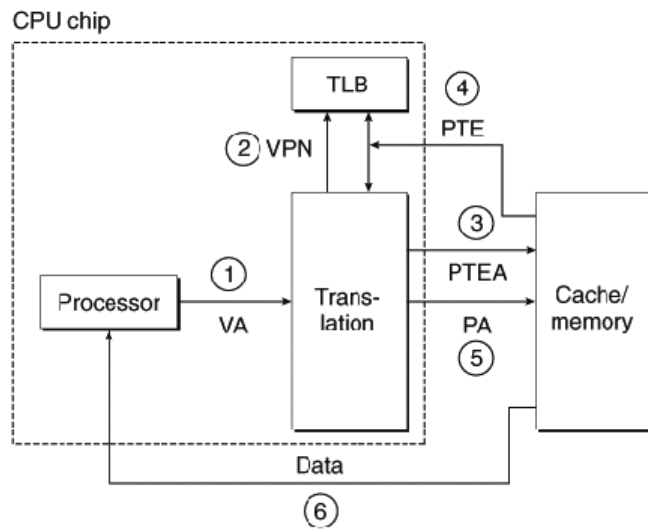 CPU chip
TLB
④
PTE
② VPN
③
①
Processor
VA
Trans-
lation
PTEA
PA
⑤
Cache/
memory
Data
⑥